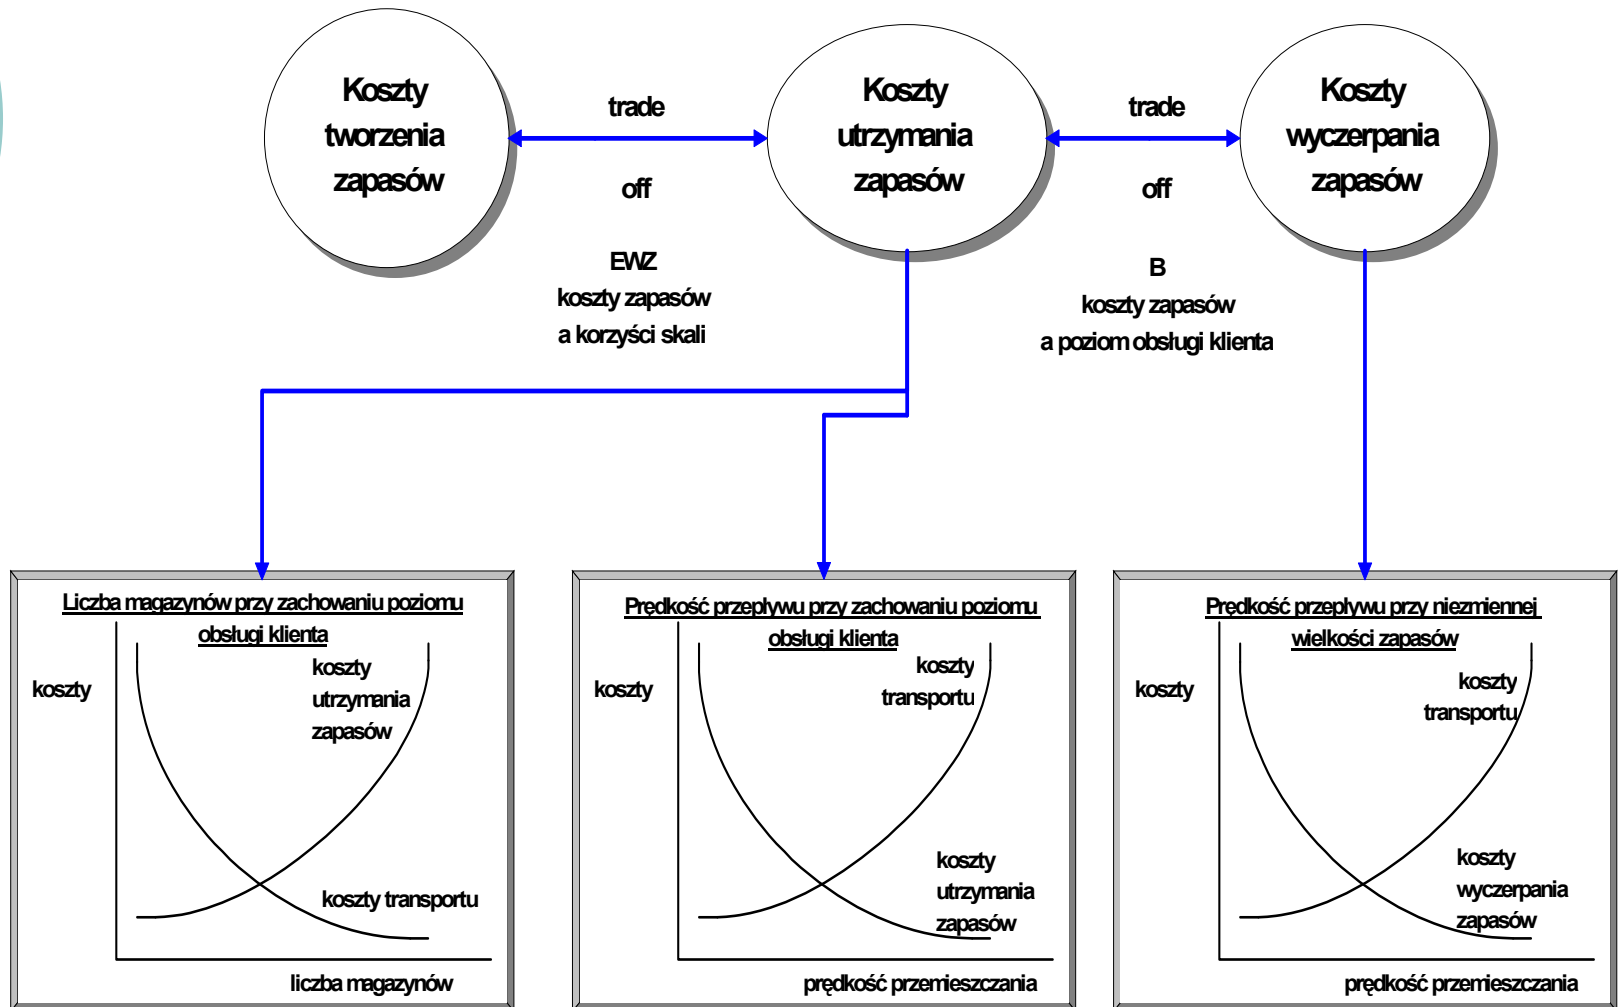 Koszty
tworzenia
zapasów
trade
off
EWZ
koszty zapasów
a korzyści skali
Koszty
utrzymania
zapasów
trade
off
B
koszty zapasów
a poziom obsługi klienta
Koszty
wyczerpania
zapasów
Liczba magazynów przy zachowaniu poziomu
obsługi klienta
koszty
koszty
utrzymania
zapasów
koszty transportu
liczba magazynów
Prędkość przepływu przy zachowaniu poziomu
obsługi klienta
koszty
koszty
transportu
koszty
utrzymania
zapasów
prędkość przemieszczania
Prędkość przepływu przy niezmiennej
wielkości zapasów
koszty
koszty
transportu
koszty
wyczerpania
zapasów
prędkość przemieszczania